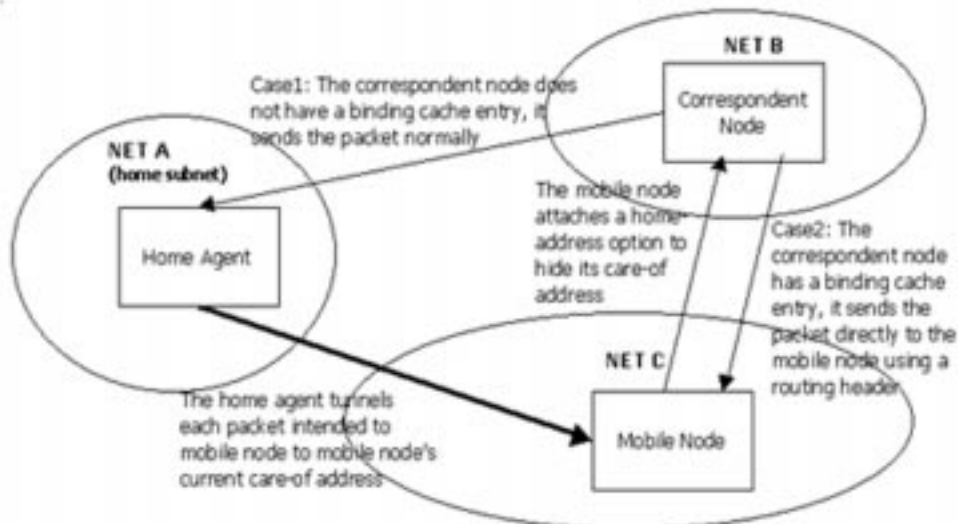 NET B
Correspondent
Node
Case1: The correspondent node does
not have a binding cache entry, it
sends the packet normally
NET A
(home subnet)
Home Agent
The mobile node
attaches a home-
address option to
hide its care-of
address
Case2: The
correspondent node
has a binding cache
entry, it sends the
packet directly to the
mobile node using a
routing header
NET C
Mobile Node
The home agent tunnels
each packet intended to
mobile node to mobile node's
current care-of address